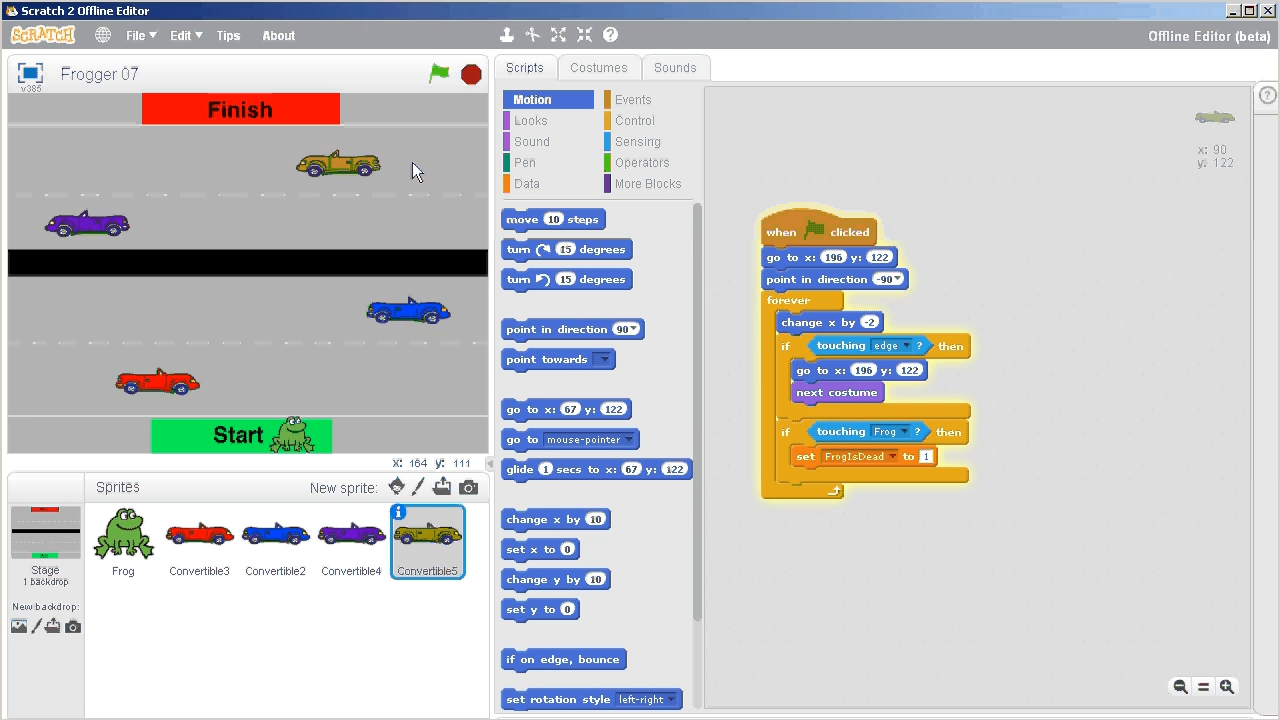 Scratch 2 Offline Editor
SCRATCH File Edit Tips About Offline Editor (beta)
Frogger 07
v385
Finish
Start
X: 164 y: 111
Scripts Costumes Sounds
Motion Events
Looks Control
Sound Sensing
Pen Operators
Data More Blocks
move 10 steps
turn 15 degrees
turn 15 degrees
point in direction 90
point towards
go to x: 67 y: 122
go to mouse-pointer
glide 1 secs to x: 67 y: 122
change x by 10
set x to 0
change y by 10
set y to 0
if on edge, bounce
set rotation style left-right
x: 90
y: 122
when clicked
go to x: 196 y: 122
point in direction -90
forever
change x by -2
if touching edge ? then
go to x: 196 y: 122
next costume
if touching Frog ? then
set FrogIsDead to 1
Sprites New sprite:
Stage
1 backdrop
New backdrop:
Frog Convertible3 Convertible2 Convertible4 Convertible5